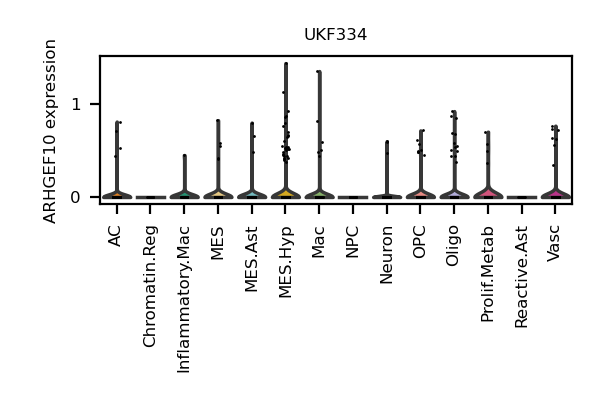 UKF334
ARHGEF10 expression
1
0
AC
Chromatin.Reg
Inflammatory.Mac
MES
MES.Ast
MES.Hyp
Mac
NPC
Neuron
OPC
Oligo
Prolif.Metab
Reactive.Ast
Vasc